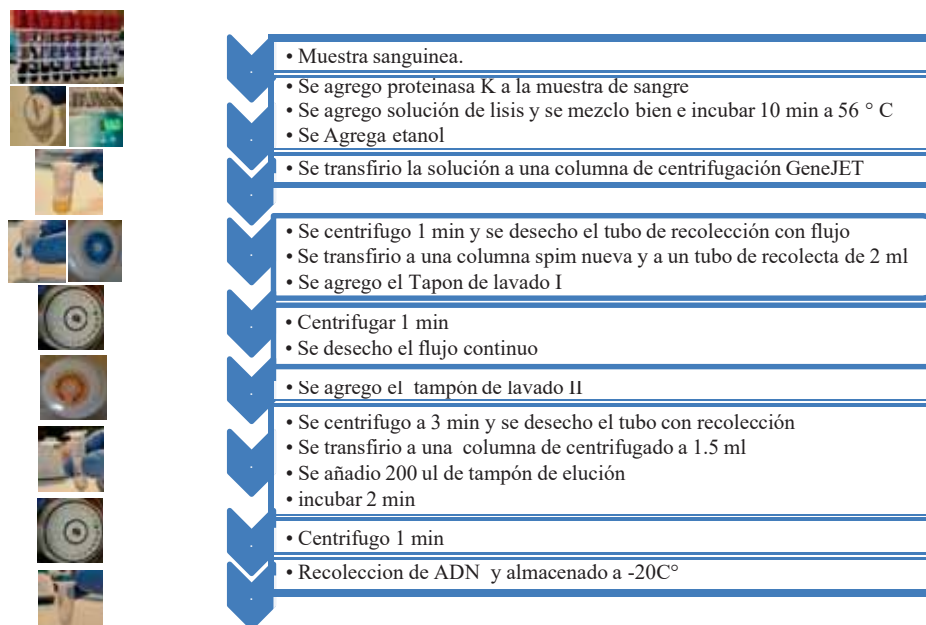 • Muestra sanguinea.
• Se agrego proteinasa K a la muestra de sangre
• Se agrego solución de lisis y se mezclo bien e incubar 10 min a 56 ° C
• Se Agrega etanol
• Se transfirio la solución a una columna de centrifugación GeneJET
• Se centrifugo 1 min y se desecho el tubo de recolección con flujo
• Se transfirio a una columna spim nueva y a un tubo de recolecta de 2 ml
• Se agrego el Tapon de lavado I
• Centrifugar 1 min
• Se desecho el flujo continuo
• Se agrego el tampón de lavado II
• Se centrifugo a 3 min y se desecho el tubo con recolección
• Se transfirio a una columna de centrifugado a 1.5 ml
• Se añadio 200 ul de tampón de elución
• incubar 2 min
• Centrifugo 1 min
• Recoleccion de ADN y almacenado a -20C°